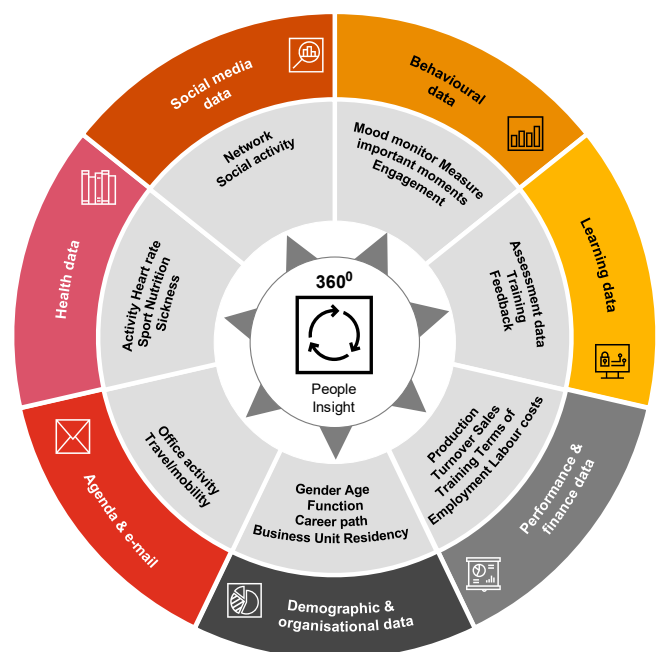 Social media
data
Behavioural
data
Learning data
Performance &
finance data
Demographic &
organisational data
Agenda & e-mail
Health data
Network
Social activity
Mood monitor Measure
important moments
Engagement
Assessment data
Training
Feedback
Production
Turnover Sales
Training Terms of
Employment Labour costs
Gender Age
Function
Career path
Business Unit Residency
Office activity
Travel/mobility
Activity Heart rate
Sport Nutrition
Sickness
360⁰
People
Insight